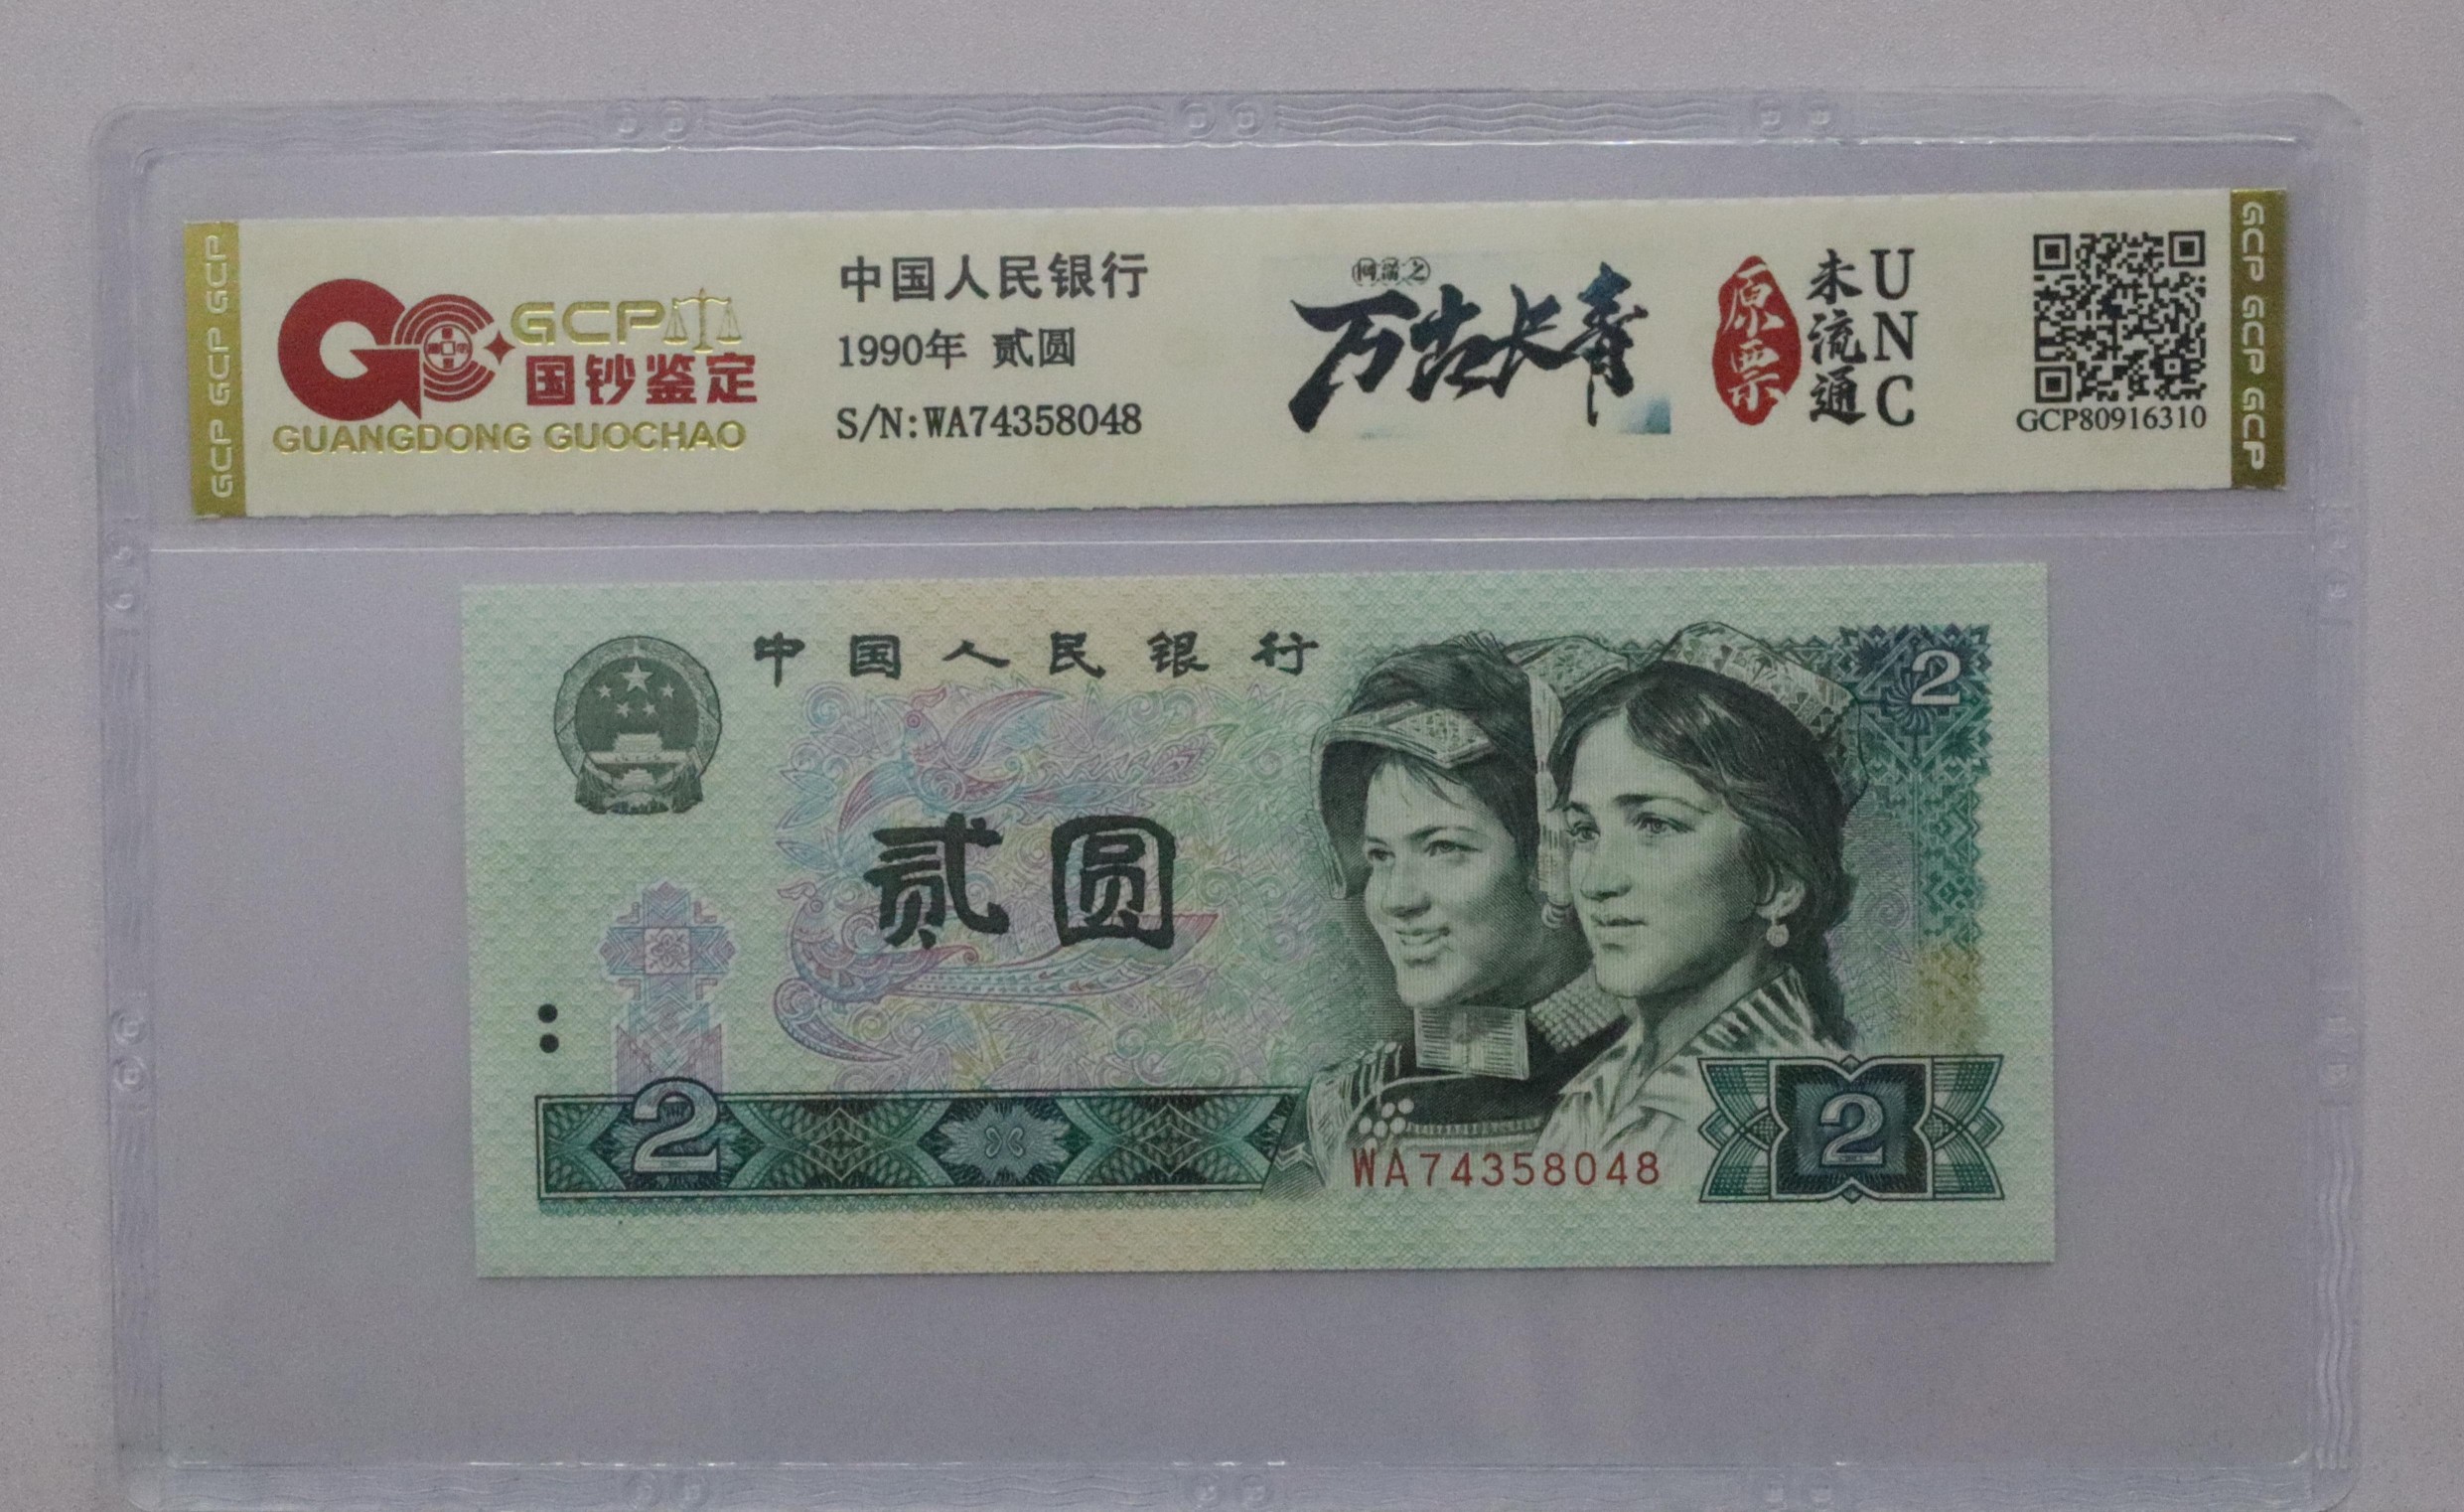 GCP GCP GCP
GCP
国钞鉴定
GUANGDONG GUOCHAO
中国人民银行
1990年 贰圆
S/N:WA74358048
万古长青
原票
未流通
UNC
GCP80916310
GCP GCP GCP
中国人民银行
2
贰圆
2
WA74358048
2